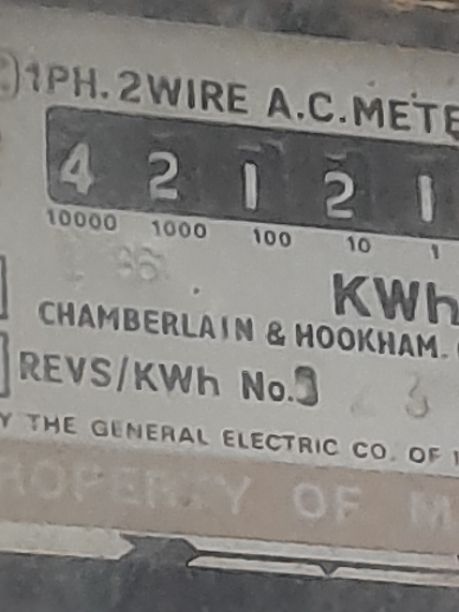 1PH. 2WIRE A.C. METE
4 2 1 2 1
10000 1000 100 10 1
KWh
CHAMBERLAIN & HOOKHAM.
REVS/KWh No.
Y THE GENERAL ELECTRIC CO. OF I
ROPERTY OF M